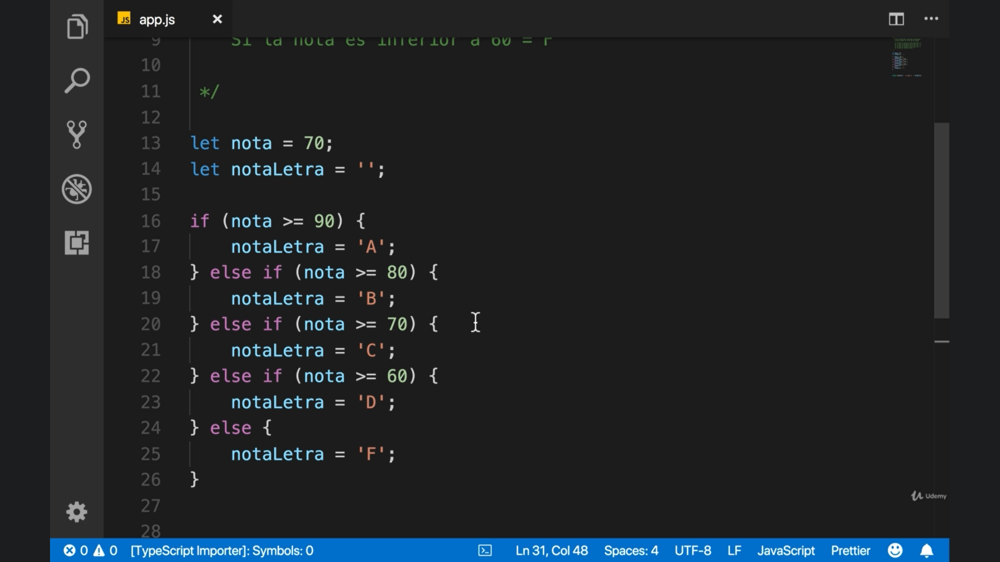 JS app.js
9 Si la nota es inferior a 60 = F
10
11 */
12
13 let nota = 70;
14 let notaLetra = '';
15
16 if (nota >= 90) {
17 notaLetra = 'A';
18 } else if (nota >= 80) {
19 notaLetra = 'B';
20 } else if (nota >= 70) {
21 notaLetra = 'C';
22 } else if (nota >= 60) {
23 notaLetra = 'D';
24 } else {
25 notaLetra = 'F';
26 }
27
28
Udemy
0 0 [TypeScript Importer]: Symbols: 0 Ln 31, Col 48 Spaces: 4 UTF-8 LF JavaScript Prettier